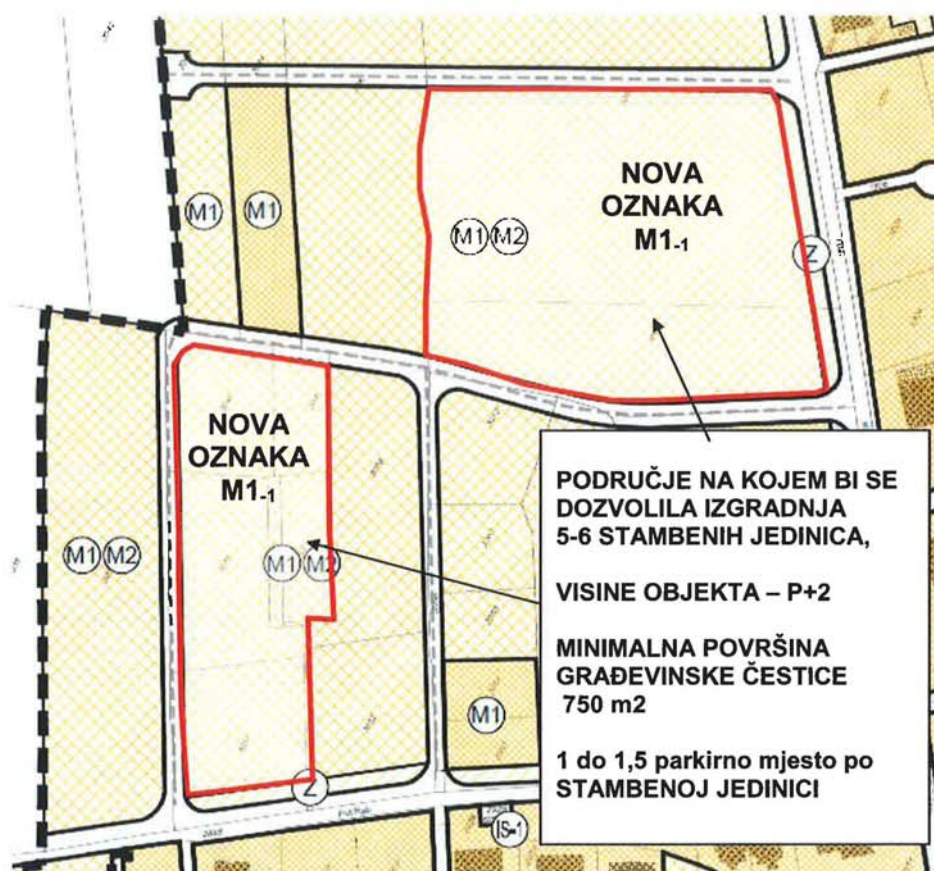 NOVA
OZNAKA
M1-1
M1
M1
M1 M2
Z
NOVA
OZNAKA
M1-1
M1 M2
M1 M2
PODRUČJE NA KOJEM BI SE
DOZVOLILA IZGRADNJA
5-6 STAMBENIH JEDINICA,
VISINE OBJEKTA – P+2
MINIMALNA POVRŠINA
GRAĐEVINSKE ČESTICE
750 m2
1 do 1,5 parkirno mjesto po
STAMBENOJ JEDINICI
M1
Z
IS-1